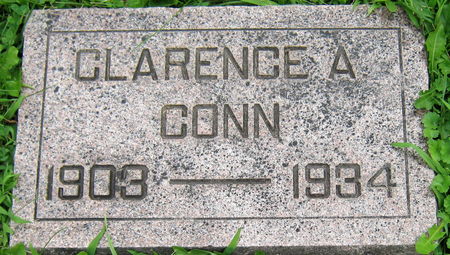 CLARENCE A.
CONN
1903 — 1934